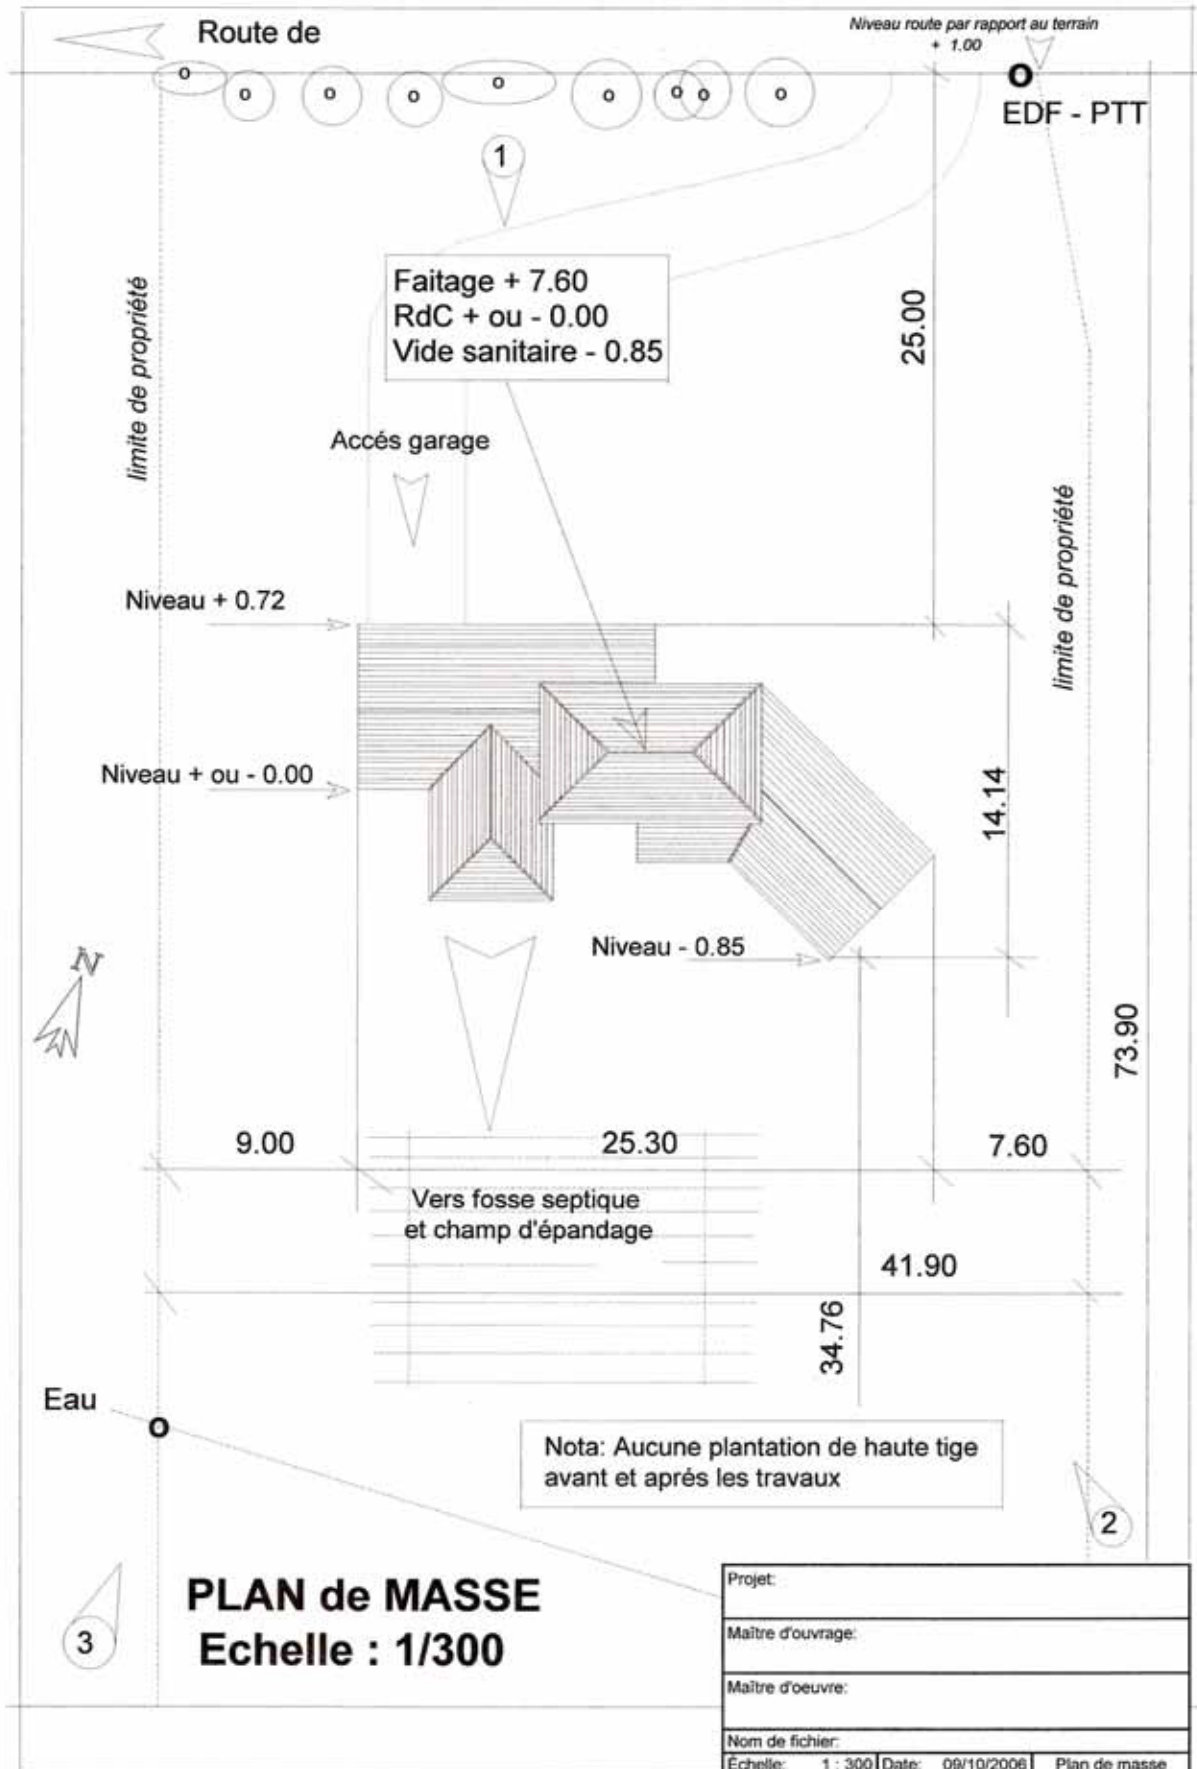 Route de
Niveau route par rapport au terrain
+ 1.00
o o o o o o o o o
O
EDF - PTT
1
limite de propriété
Faitage + 7.60
RdC + ou - 0.00
Vide sanitaire - 0.85
25.00
Accés garage
limite de propriété
Niveau + 0.72
Niveau + ou - 0.00
14.14
Niveau - 0.85
N
73.90
9.00
25.30
7.60
Vers fosse septique
et champ d'épandage
41.90
34.76
Eau
O
Nota: Aucune plantation de haute tige
avant et aprés les travaux
2
3
PLAN de MASSE
Echelle : 1/300
Projet:
Maître d'ouvrage:
Maître d'oeuvre:
Nom de fichier:
Échelle: 1 : 300 Date: 09/10/2006 Plan de masse